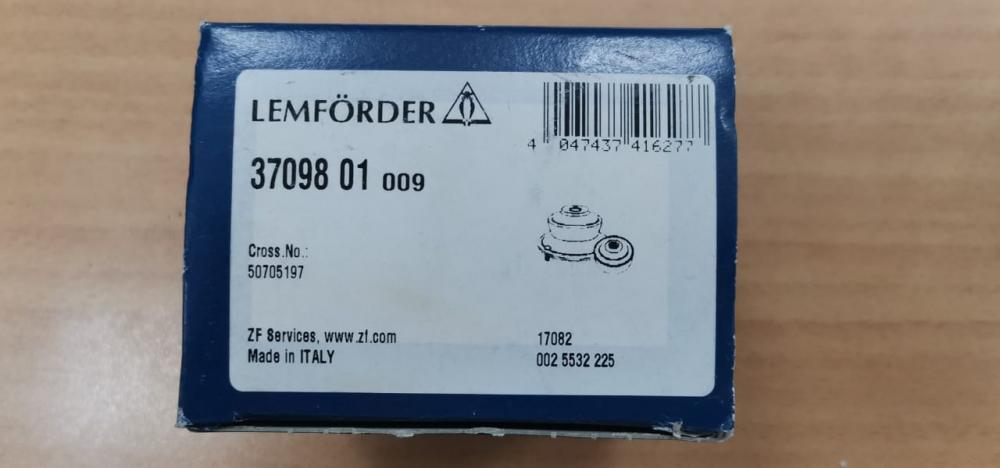 LEMFÖRDER
4 047437 416277
37098 01 009
Cross.No.:
50705197
ZF Services, www.zf.com
Made in ITALY
17082
002 5532 225